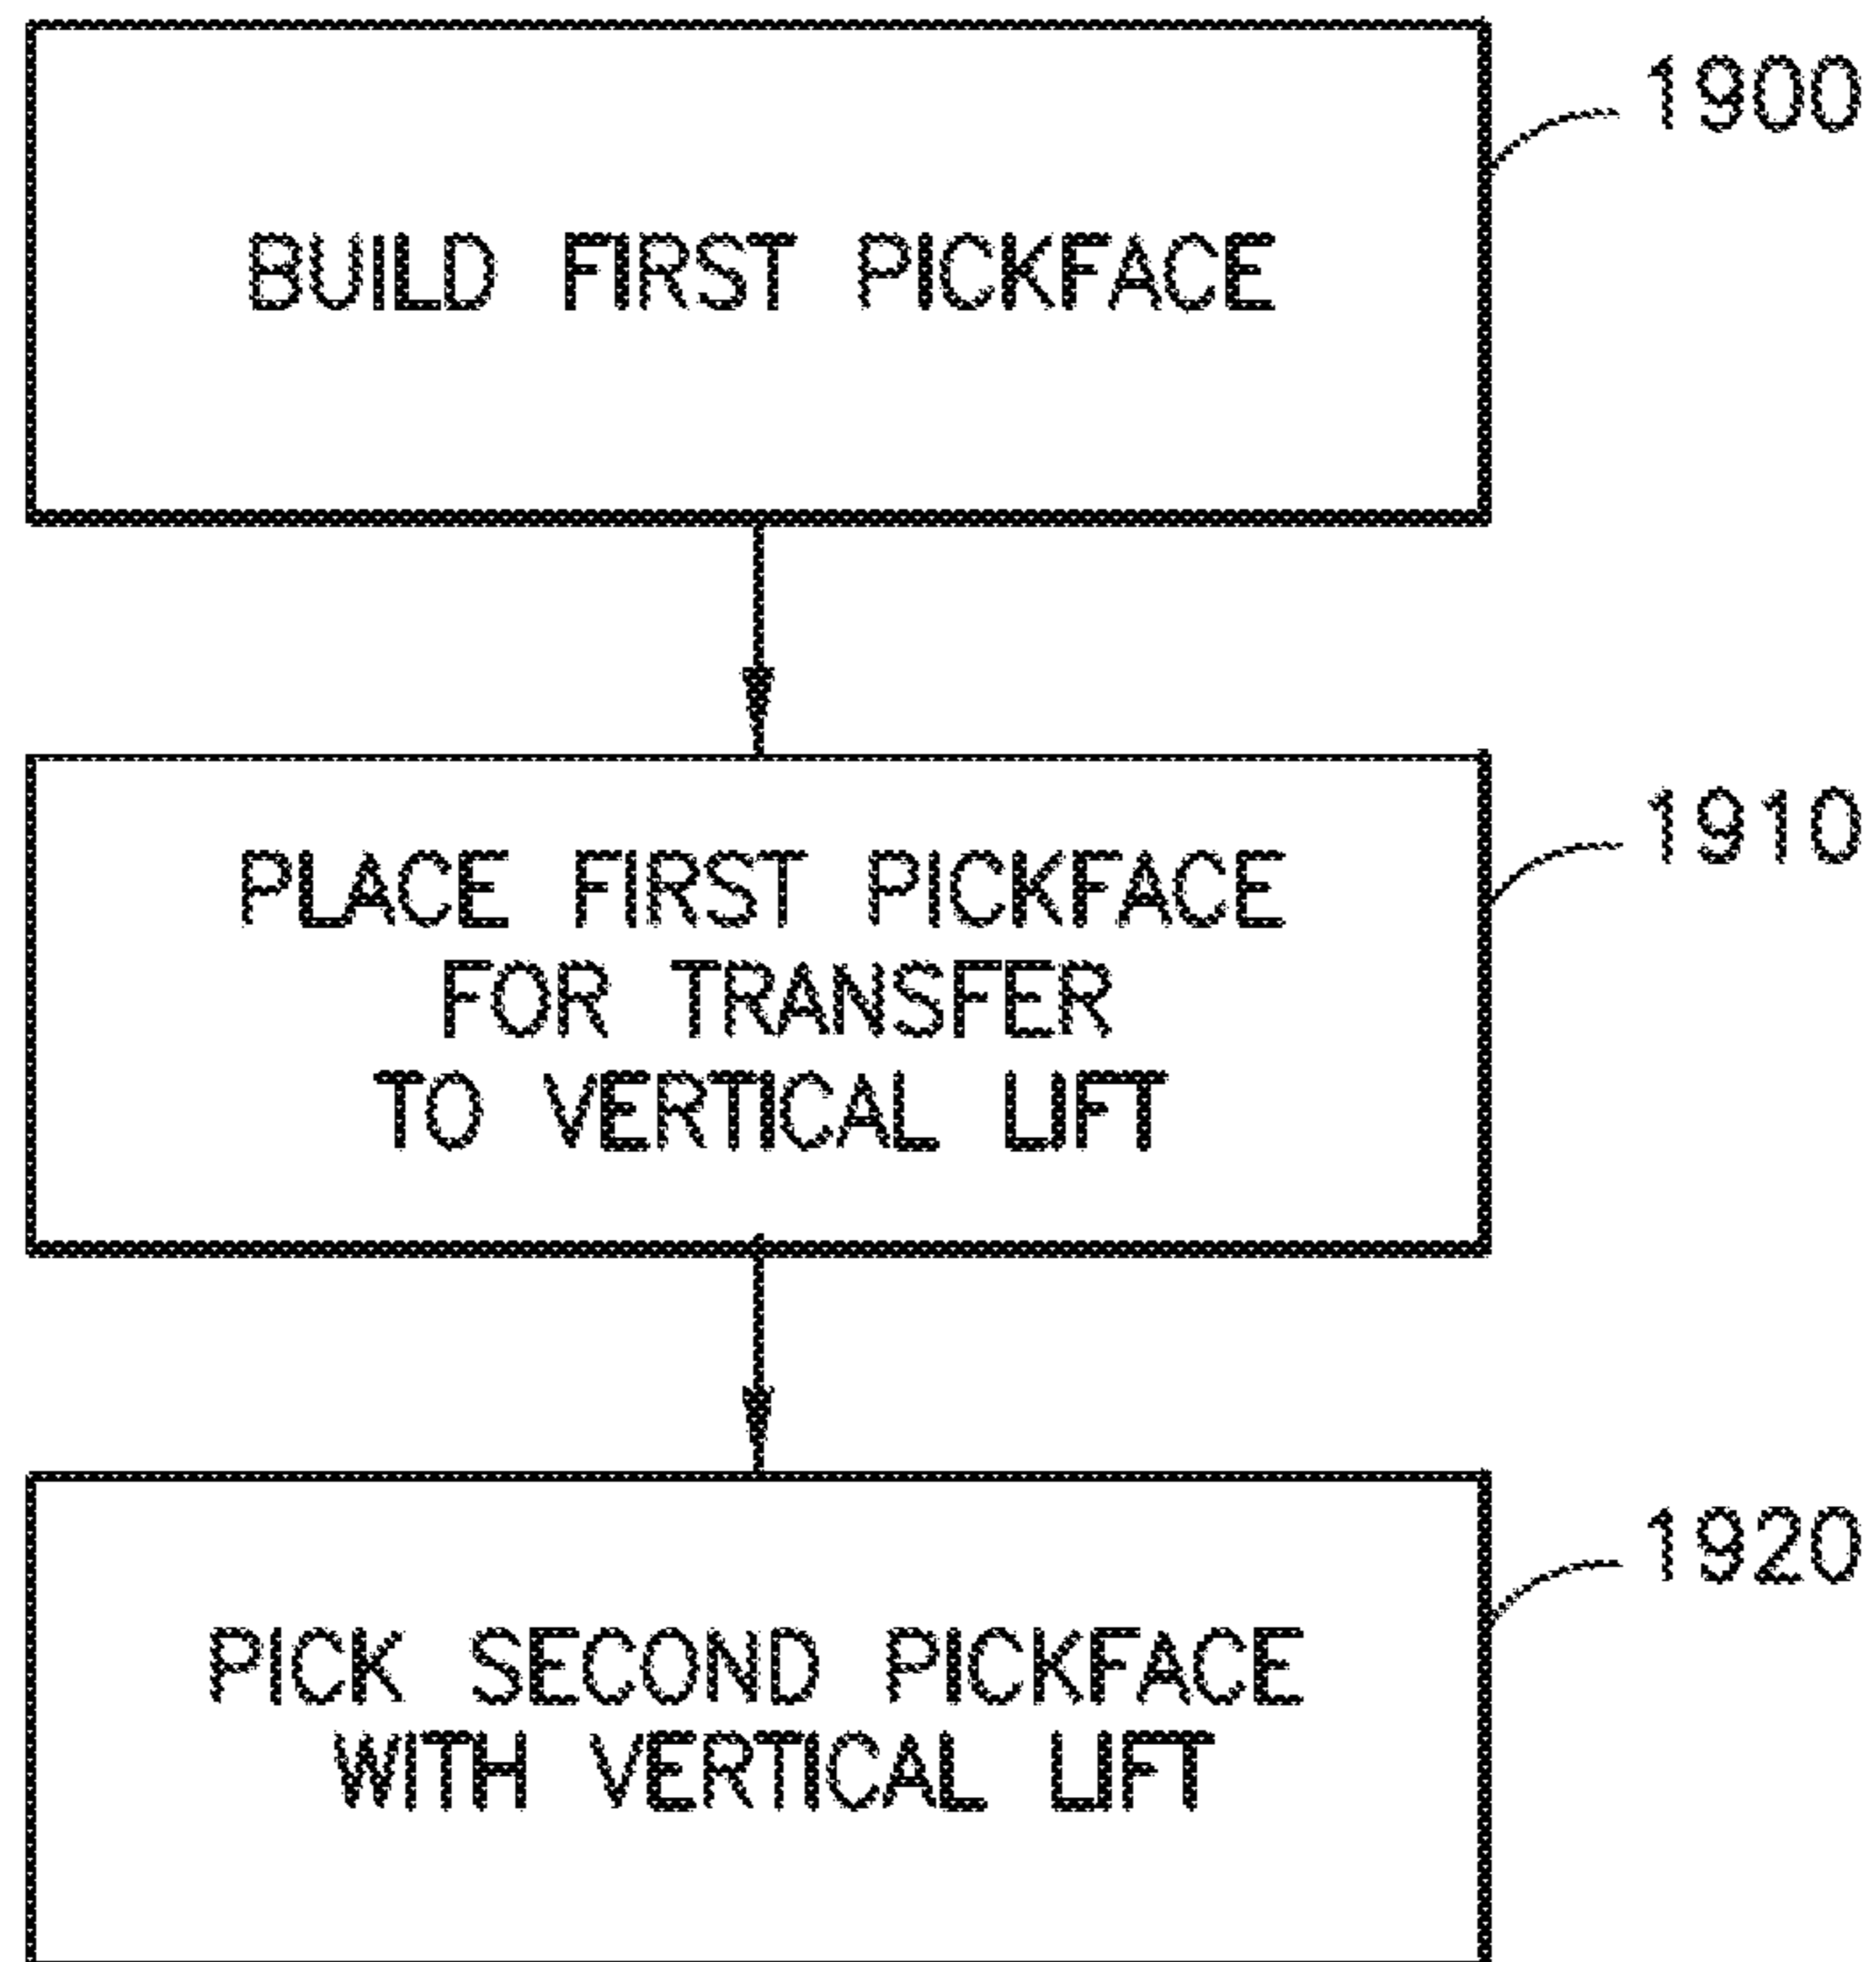 1900
BUILD FIRST PICKFACE
1910
PLACE FIRST PICKFACE
FOR TRANSFER
TO VERTICAL LIFT
1920
PICK SECOND PICKFACE
WITH VERTICAL LIFT